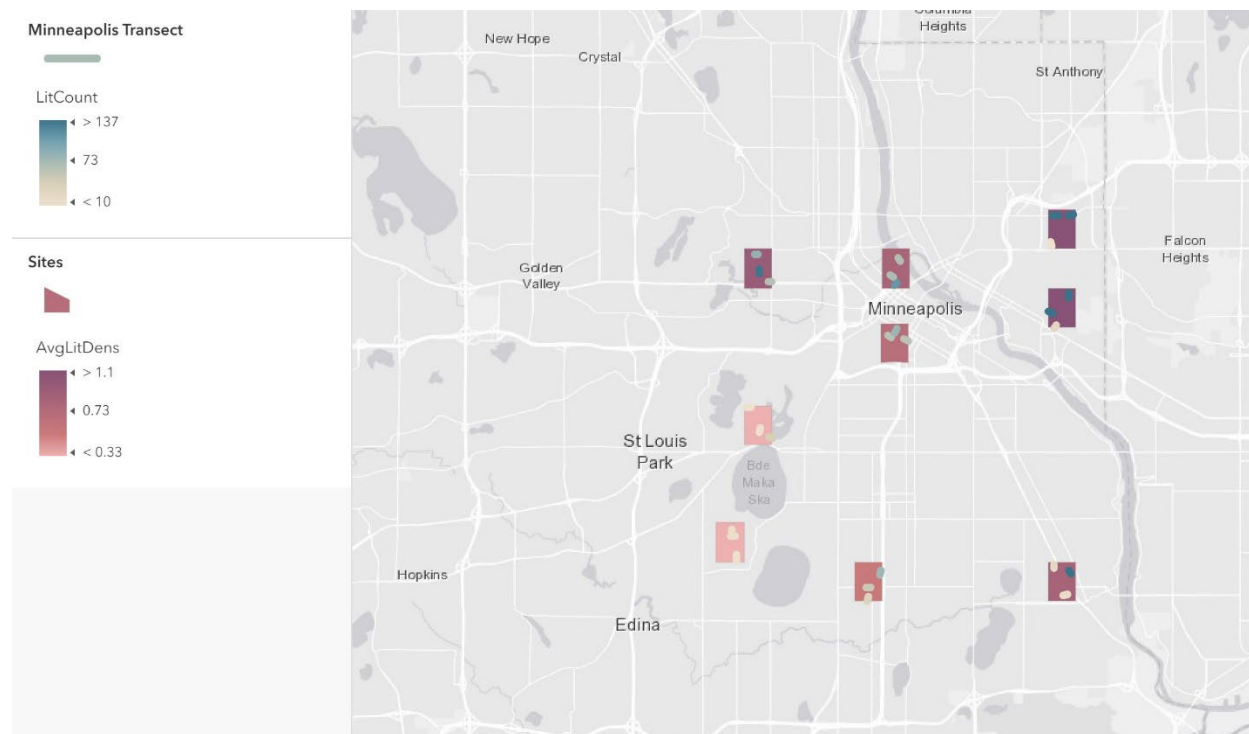 Minneapolis Transect
LitCount
> 137
73
< 10
Sites
AvgLitDens
> 1.1
0.73
< 0.33
Columbia
Heights
New Hope
Crystal
St Anthony
Falcon
Heights
Golden
Valley
Minneapolis
St Louis
Park
Bde
Maka
Ska
Hopkins
Edina